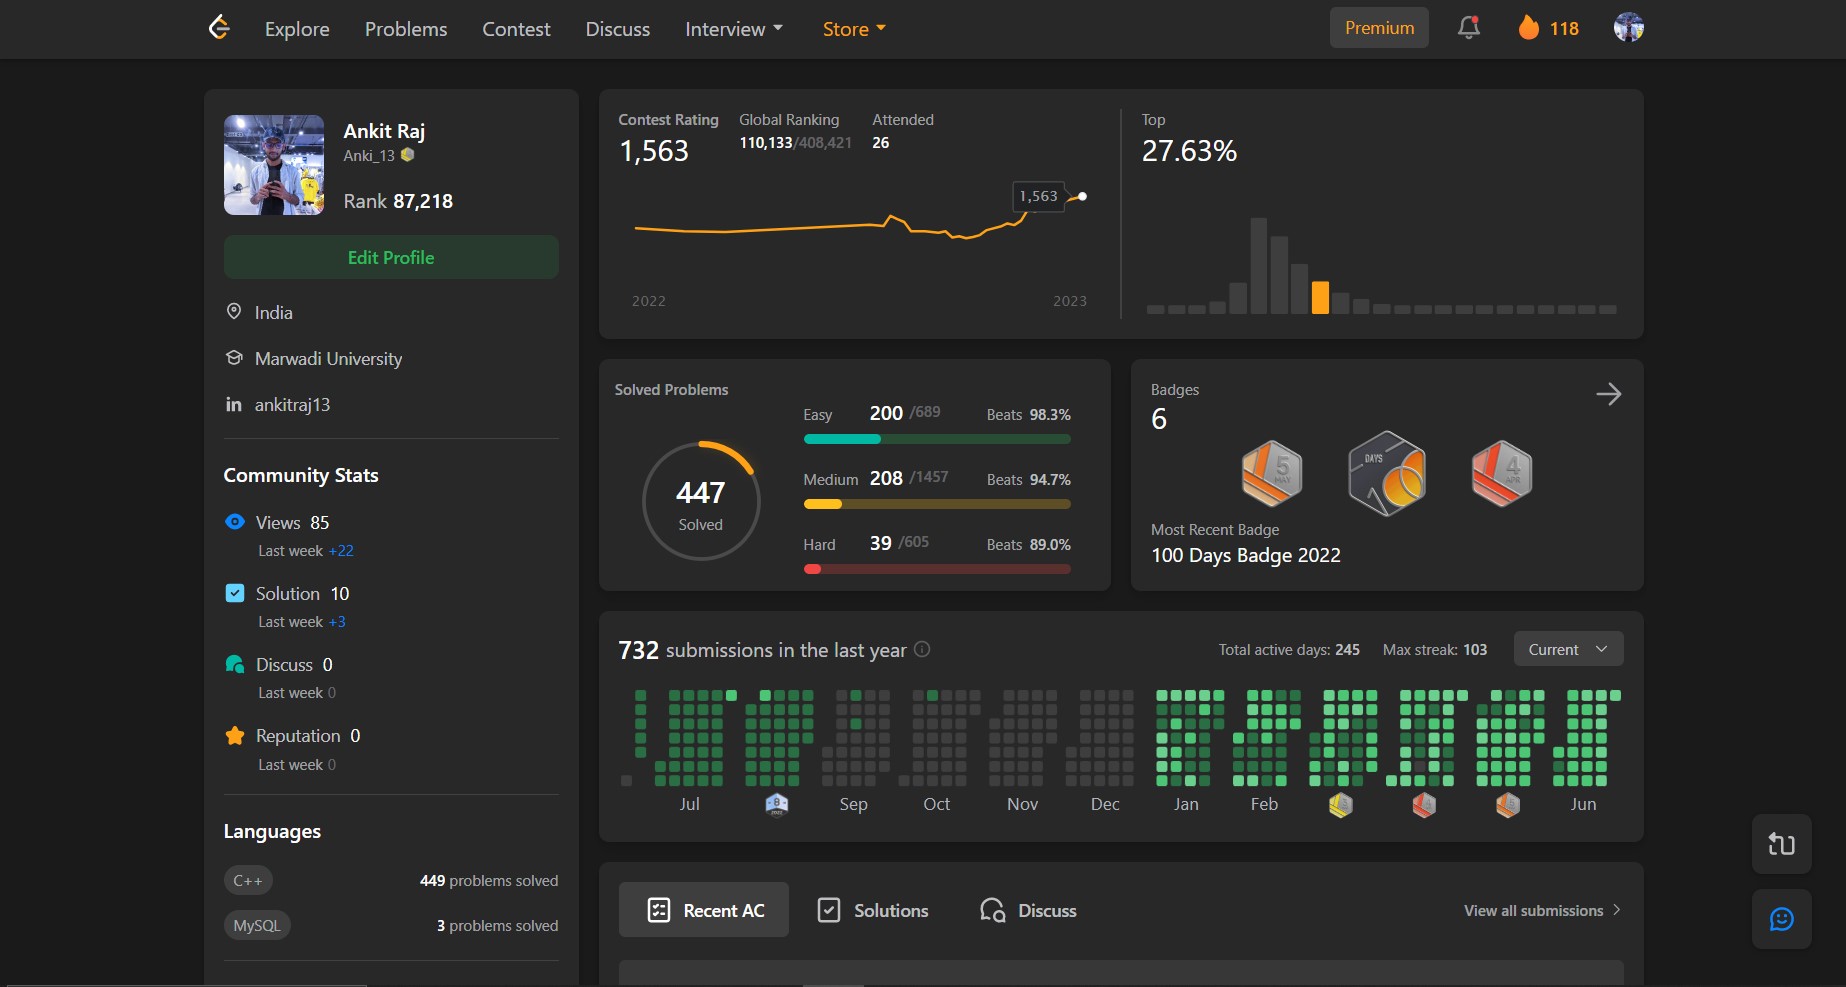 Explore Problems Contest Discuss Interview Store Premium 118
Ankit Raj
Anki_13
Rank 87,218
Edit Profile
India
Marwadi University
in ankitraj13
Community Stats
Views 85
Last week +22
Solution 10
Last week +3
Discuss 0
Last week 0
Reputation 0
Last week 0
Languages
C++ 449 problems solved
MySQL 3 problems solved
Contest Rating Global Ranking Attended
1,563 110,133/408,421 26
1,563
2022 2023
Top
27.63%
Solved Problems
447
Solved
Easy 200 /689 Beats 98.3%
Medium 208 /1457 Beats 94.7%
Hard 39 /605 Beats 89.0%
Badges
6
5 MAY
DAYS
4 APR
Most Recent Badge
100 Days Badge 2022
732 submissions in the last year Total active days: 245 Max streak: 103 Current
Jul Sep Oct Nov Dec Jan Feb Jun
Recent AC Solutions Discuss View all submissions